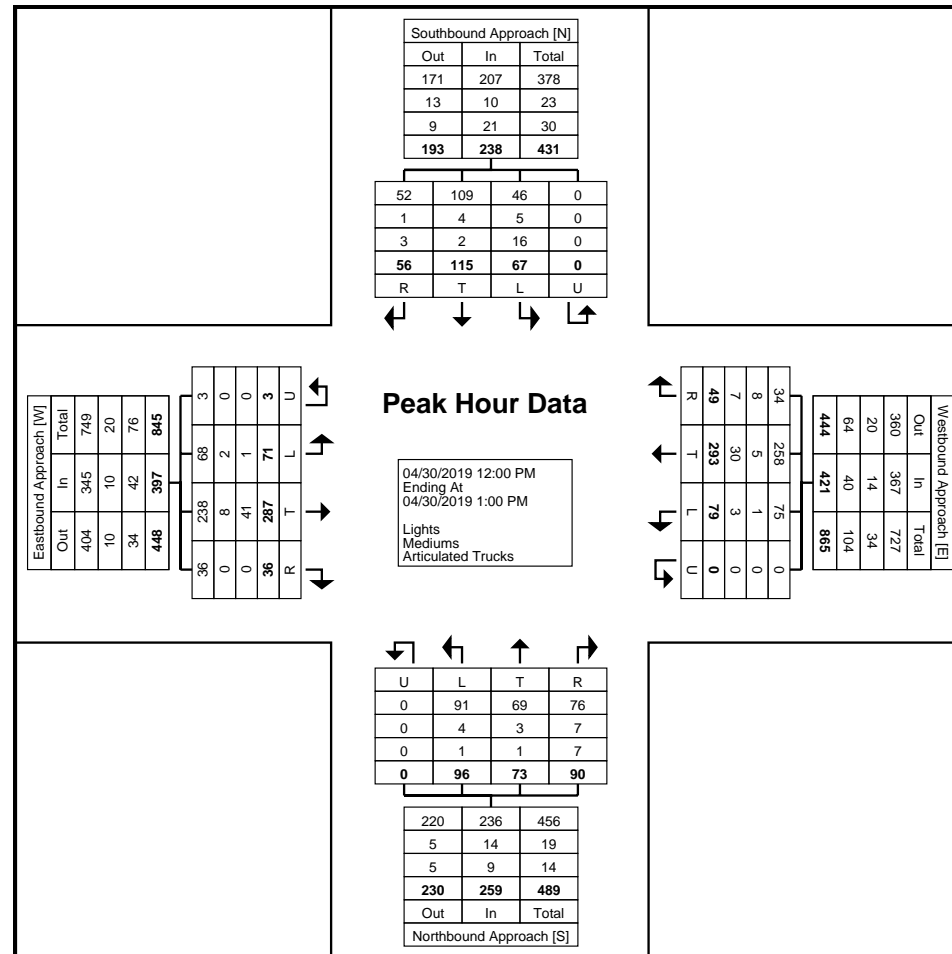 Southbound Approach [N]
Out In Total
171 207 378
13 10 23
9 21 30
193 238 431
52 109 46 0
1 4 5 0
3 2 16 0
56 115 67 0
R T L U
Eastbound Approach [W]
Out In Total
404 345 749
10 10 20
34 42 76
448 397 845
36 238 68 3
0 8 2 0
0 41 1 0
36 287 71 3
R T L U
Peak Hour Data
04/30/2019 12:00 PM
Ending At
04/30/2019 1:00 PM
Lights
Mediums
Articulated Trucks
Westbound Approach [E]
Out In Total
360 367 727
20 14 34
64 40 104
444 421 865
34 258 75 0
8 5 1 0
7 30 3 0
49 293 79 0
R T L U
U L T R
0 91 69 76
0 4 3 7
0 1 1 7
0 96 73 90
220 236 456
5 14 19
5 9 14
230 259 489
Out In Total
Northbound Approach [S]